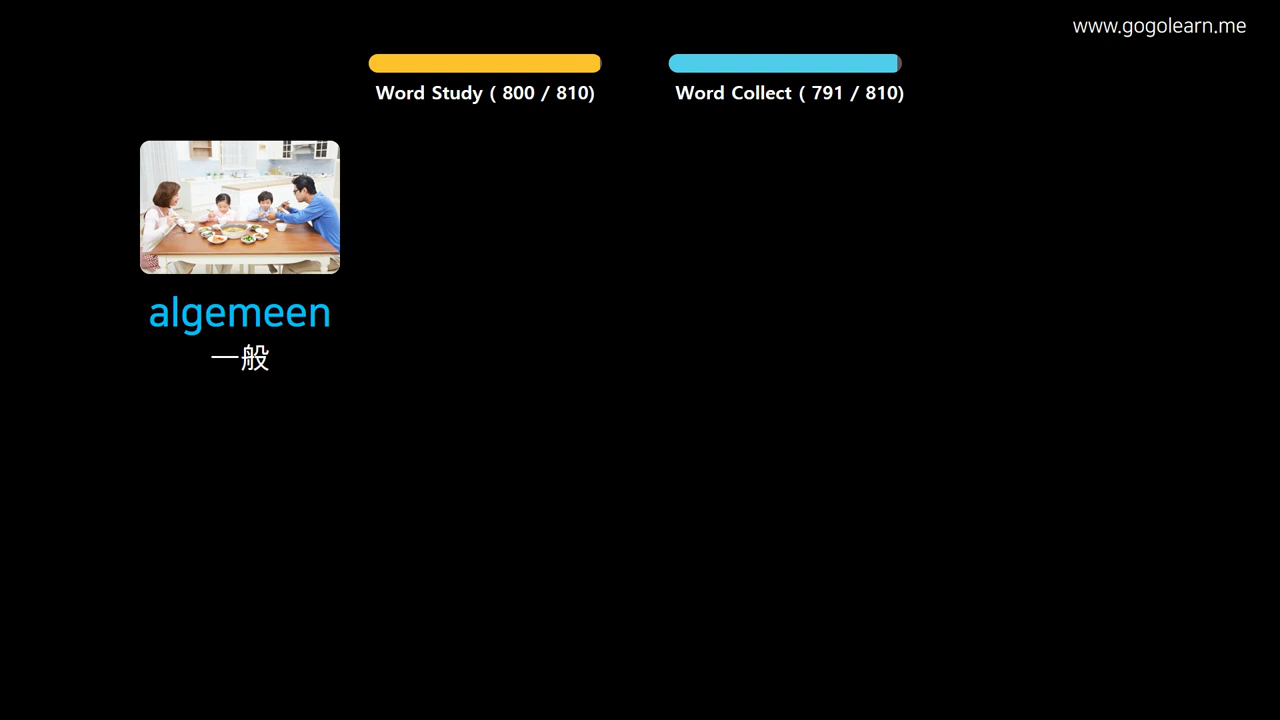 www.gogolearn.me
Word Study ( 800 / 810)
Word Collect ( 791 / 810)
algemeen
一般